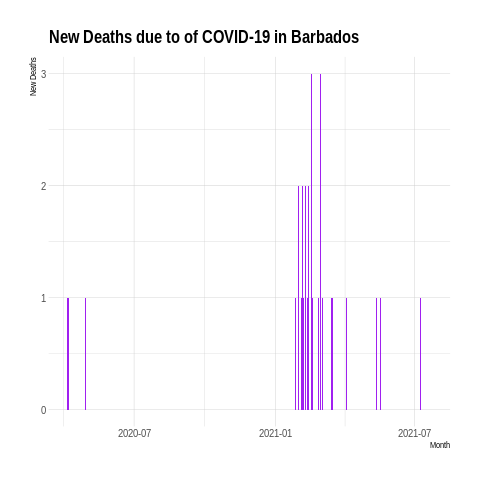 New Deaths due to of COVID-19 in Barbados
New Deaths
3
2
1
0
2020-07
2021-01
2021-07
Month